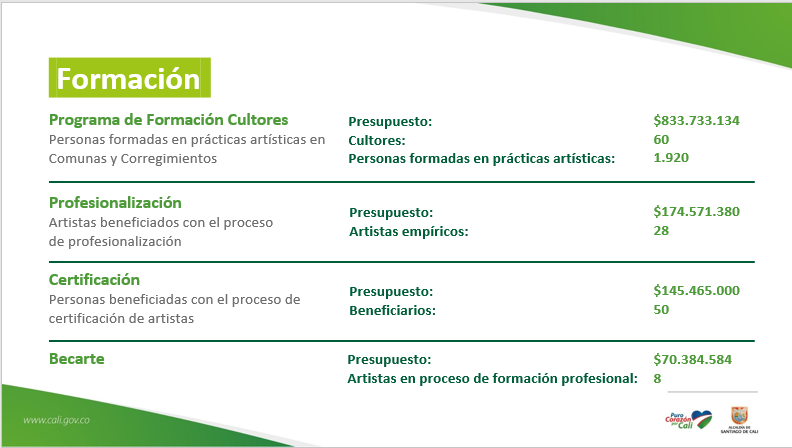 Formación
Programa de Formación Cultores
Personas formadas en prácticas artísticas en
Comunas y Corregimientos
Presupuesto: $833.733.134
Cultores: 60
Personas formadas en prácticas artísticas: 1.920
Profesionalización
Artistas beneficiados con el proceso
de profesionalización
Presupuesto: $174.571.380
Artistas empíricos: 28
Certificación
Personas beneficiadas con el proceso de
certificación de artistas
Presupuesto: $145.465.000
Beneficiarios: 50
Becarte
Presupuesto: $70.384.584
Artistas en proceso de formación profesional: 8
www.cali.gov.co
Puro
Corazón
por Cali
ALCALDÍA DE
SANTIAGO DE CALI